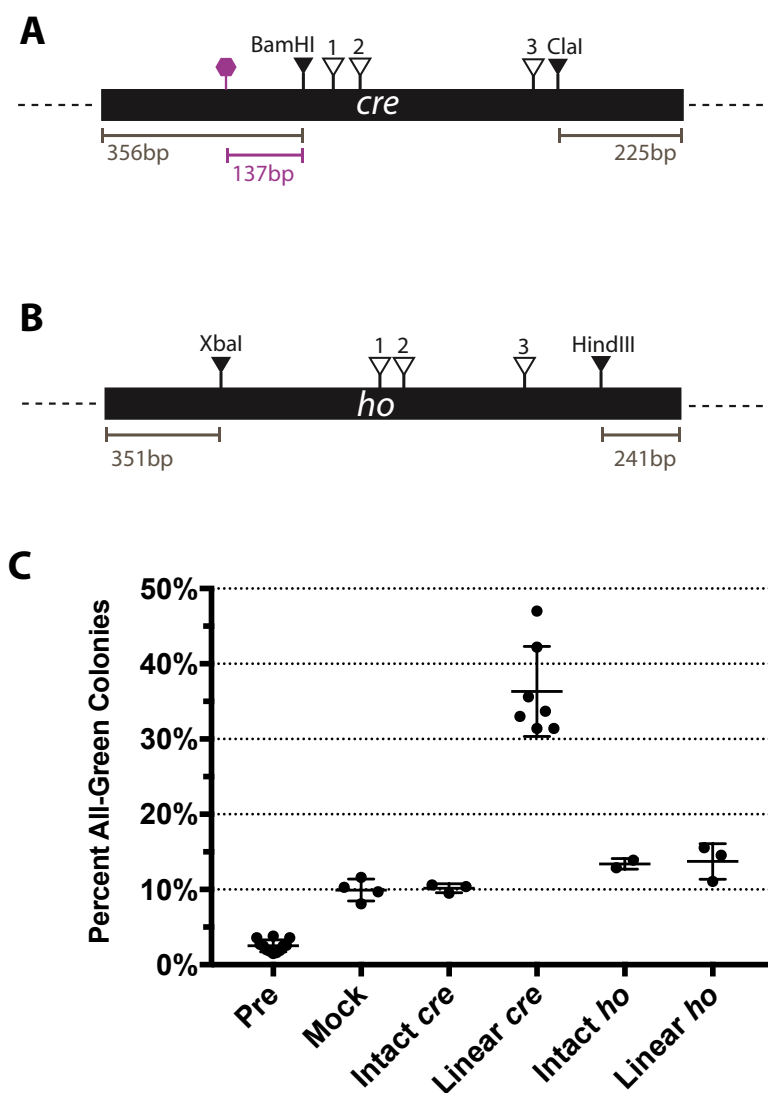 A
BamHI 1 2 3 ClaI
cre
356bp 225bp
137bp
B
XbaI 1 2 3 HindIII
ho
351bp 241bp
C
Percent All-Green Colonies
50%
40%
30%
20%
10%
0%
Pre
Mock
Intact cre
Linear cre
Intact ho
Linear ho